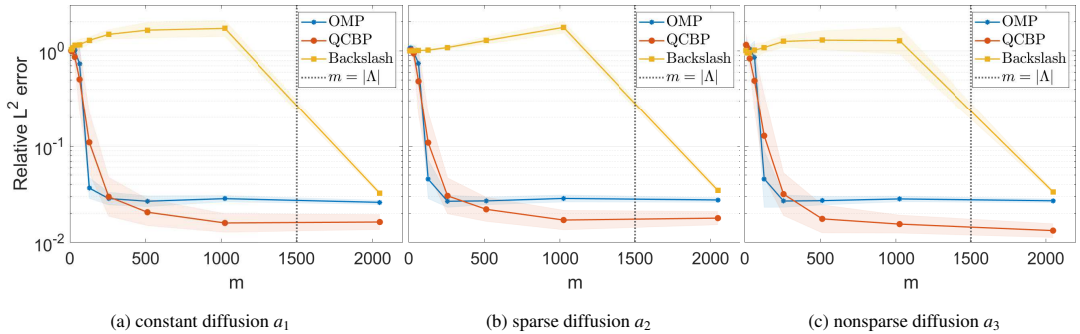 Relative L² error
10⁰
10⁻¹
10⁻²
OMP
QCBP
Backslash
m = |Λ|
0 500 1000 1500 2000
m
(a) constant diffusion a₁
OMP
QCBP
Backslash
m = |Λ|
0 500 1000 1500 2000
m
(b) sparse diffusion a₂
OMP
QCBP
Backslash
m = |Λ|
0 500 1000 1500 2000
m
(c) nonsparse diffusion a₃